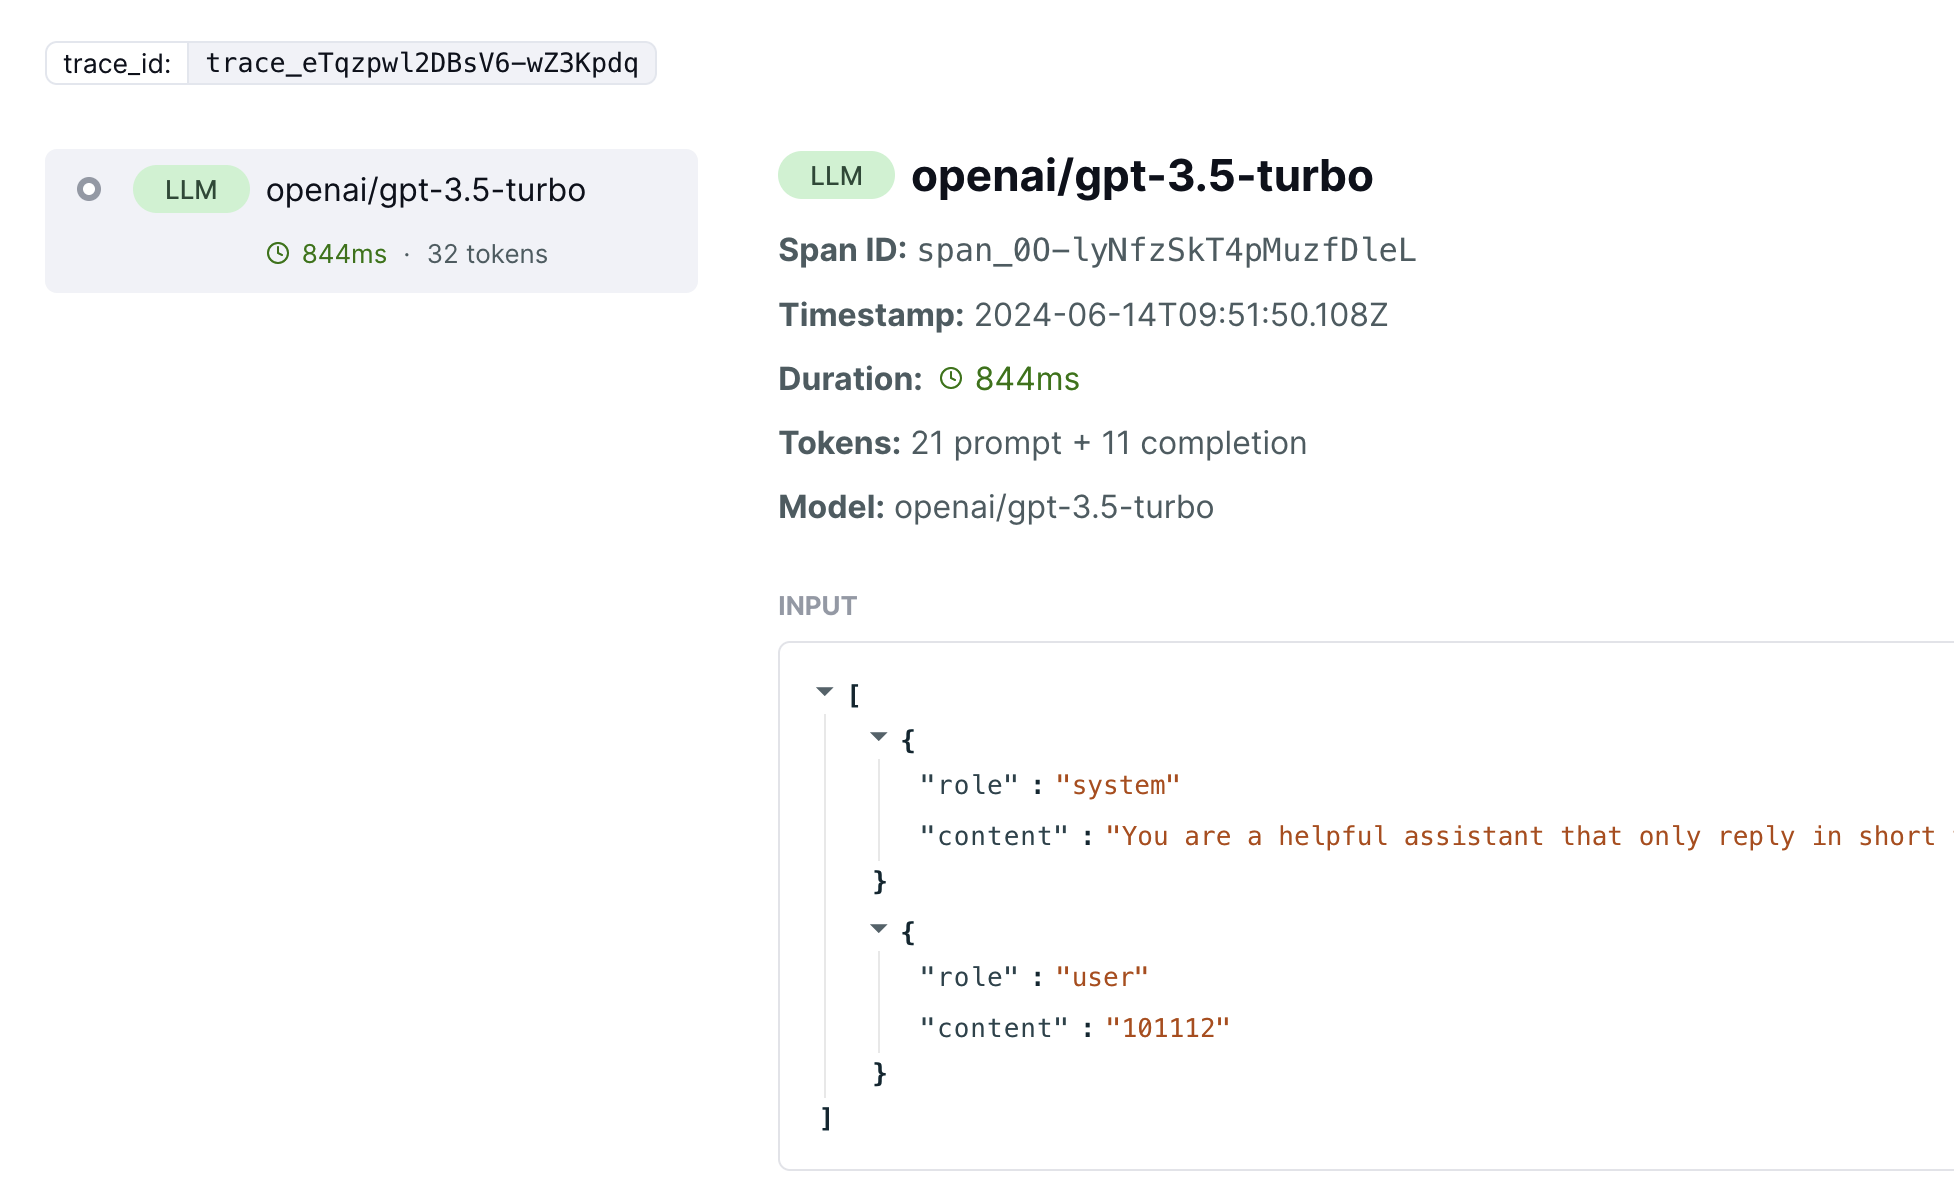 trace_id: trace_eTqzpwl2DBsV6-wZ3Kpdq
LLM openai/gpt-3.5-turbo
844ms · 32 tokens
LLM openai/gpt-3.5-turbo
Span ID: span_0O-lyNfzSkT4pMuzfDleL
Timestamp: 2024-06-14T09:51:50.108Z
Duration: 844ms
Tokens: 21 prompt + 11 completion
Model: openai/gpt-3.5-turbo
INPUT
[
{
"role" : "system"
"content" : "You are a helpful assistant that only reply in short
}
{
"role" : "user"
"content" : "101112"
}
]